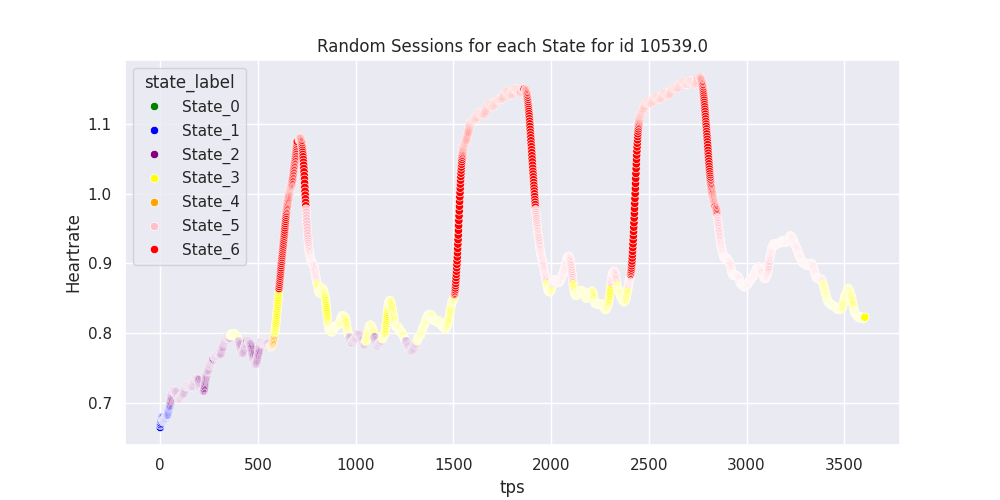 Random Sessions for each State for id 10539.0
state_label
State_0
State_1
State_2
State_3
State_4
State_5
State_6
Heartrate
1.1
1.0
0.9
0.8
0.7
0 500 1000 1500 2000 2500 3000 3500
tps